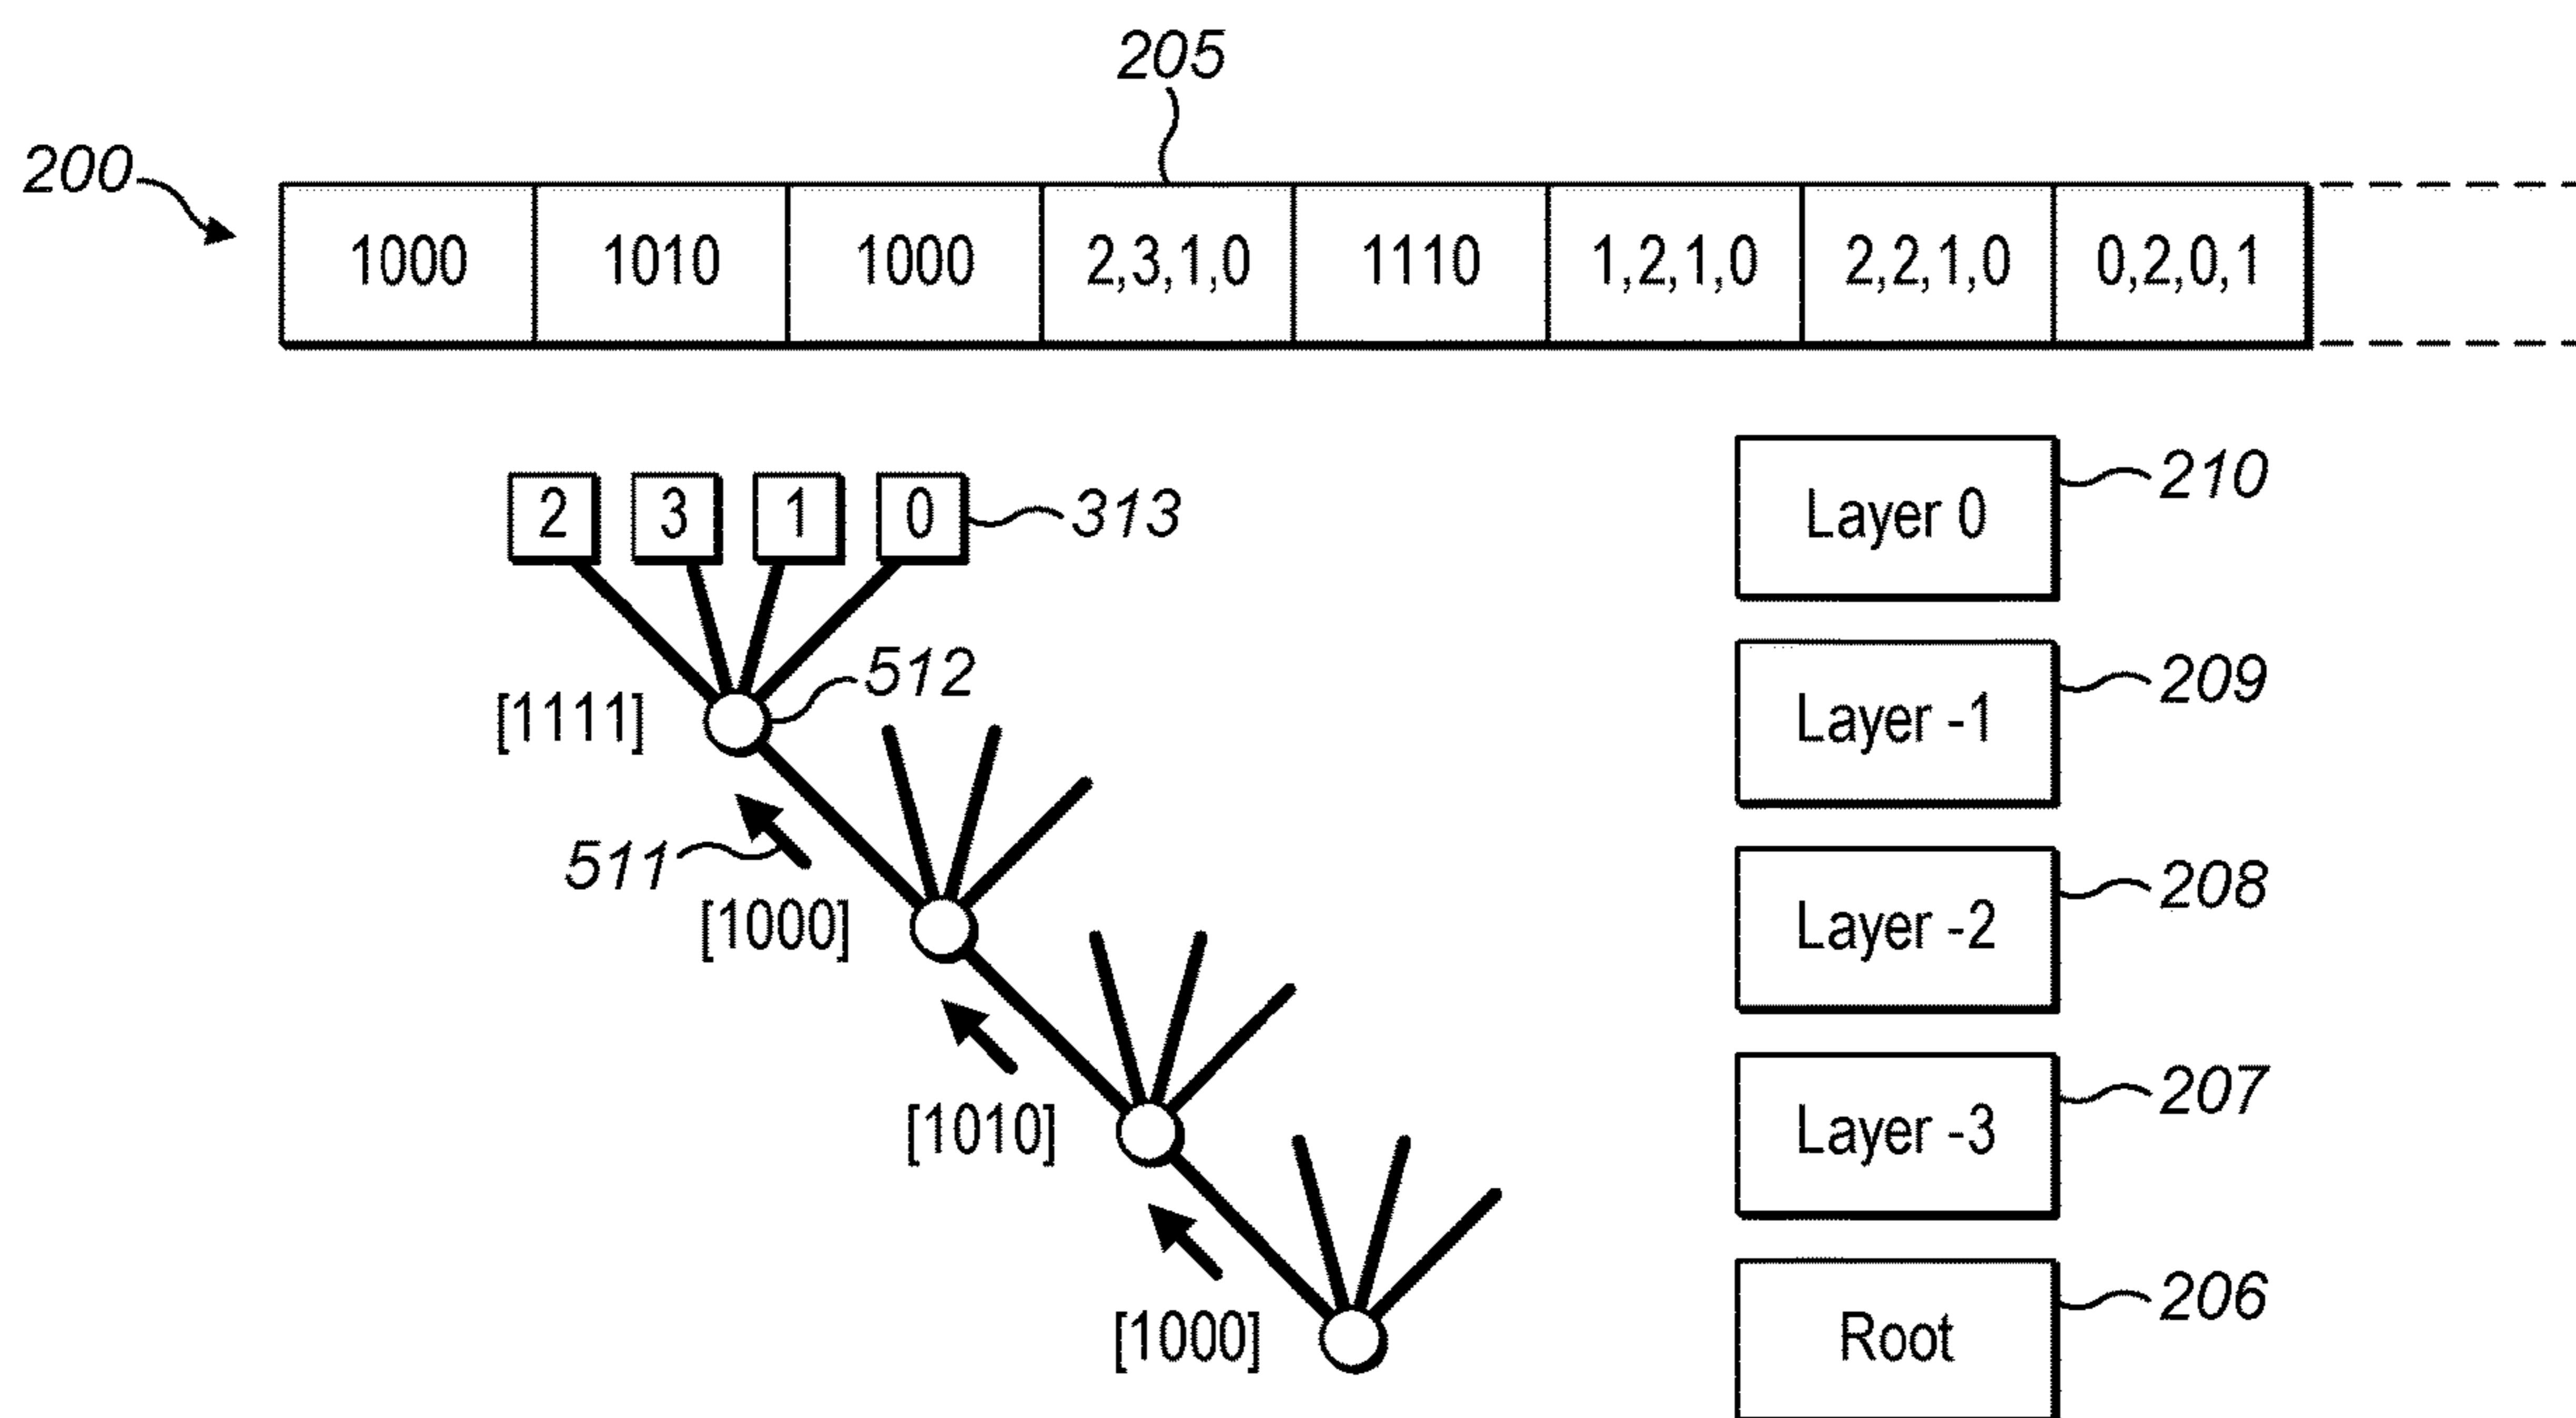 205
200
1000 1010 1000 2,3,1,0 1110 1,2,1,0 2,2,1,0 0,2,0,1
2 3 1 0 313
Layer 0 210
512
[1111]
Layer -1 209
511
[1000]
Layer -2 208
[1010]
Layer -3 207
[1000]
Root 206